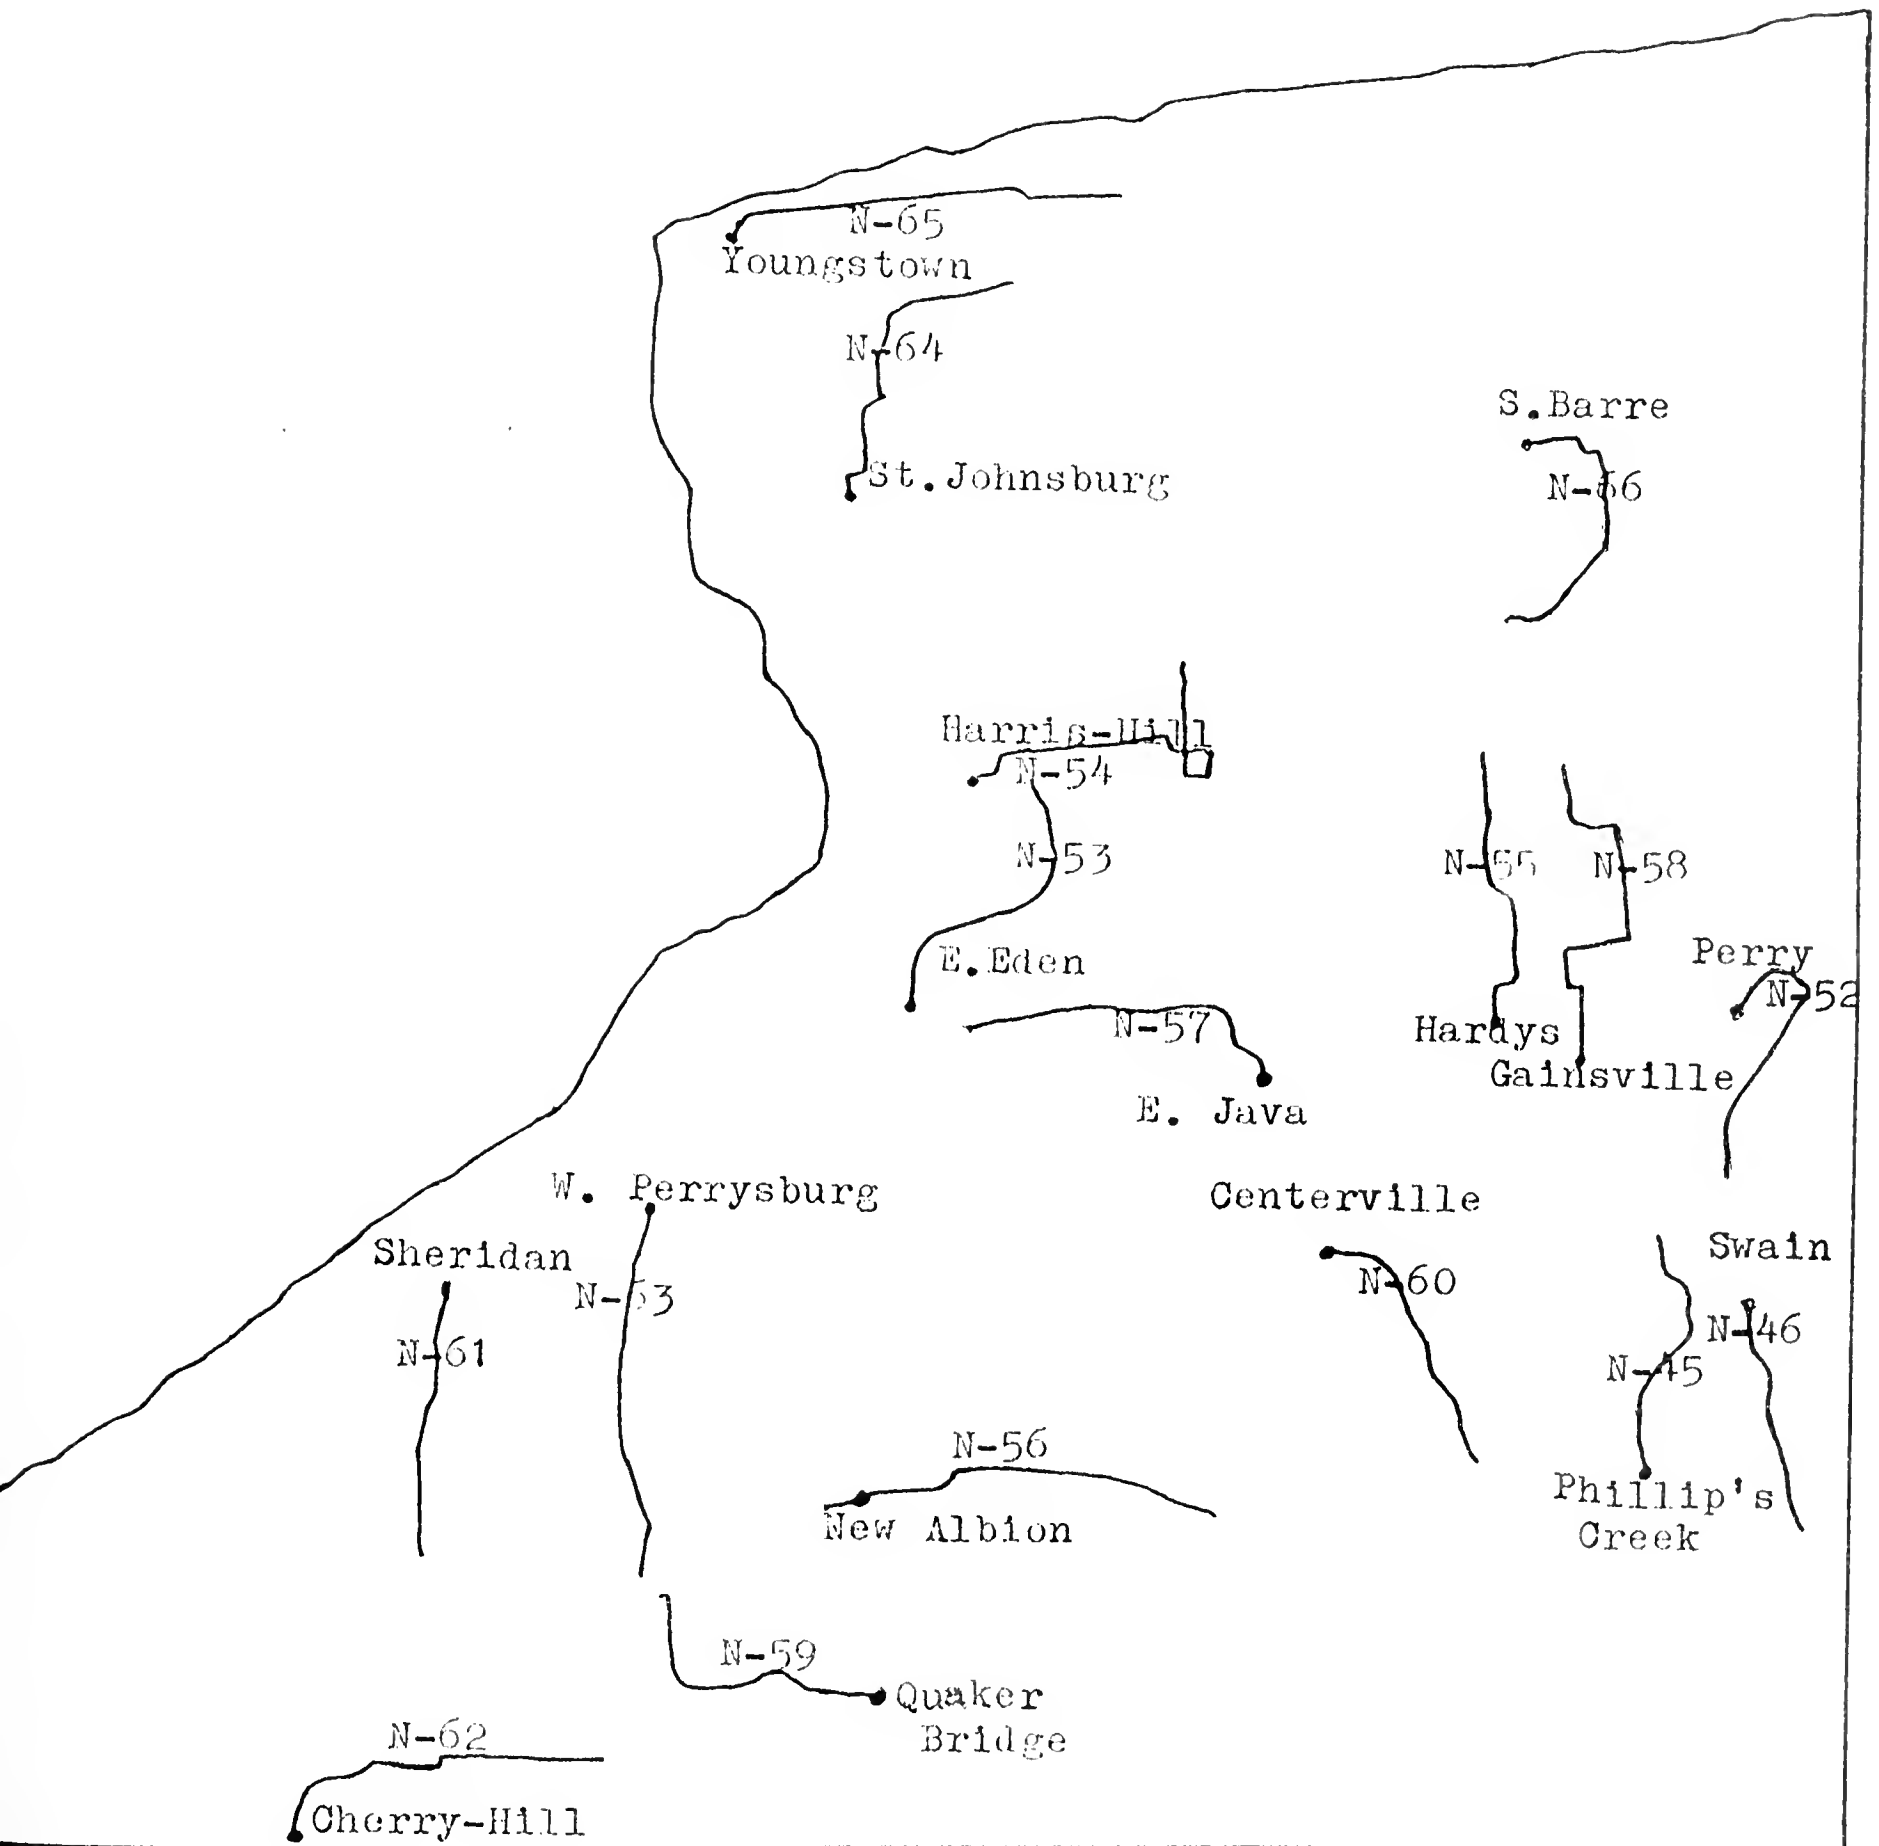 N-65
Youngstown
N-64
St.Johnsburg
S.Barre
N-66
Harris-Hill
N-54
N-53
N-55
N-58
E.Eden
Perry
N-52
N-57
Hardys
Gainsville
E. Java
W. Perrysburg
Centerville
Sheridan
Swain
N-63
N-60
N-61
N-46
N-45
N-56
New Albion
Phillip's
Creek
N-59
Quaker
Bridge
N-62
Cherry-Hill